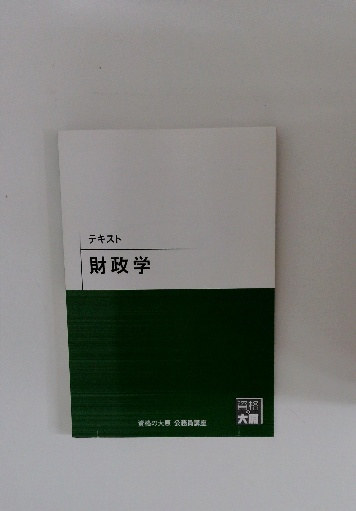 テキスト
財政学
資格の大原 公務員講座
資格の
大原